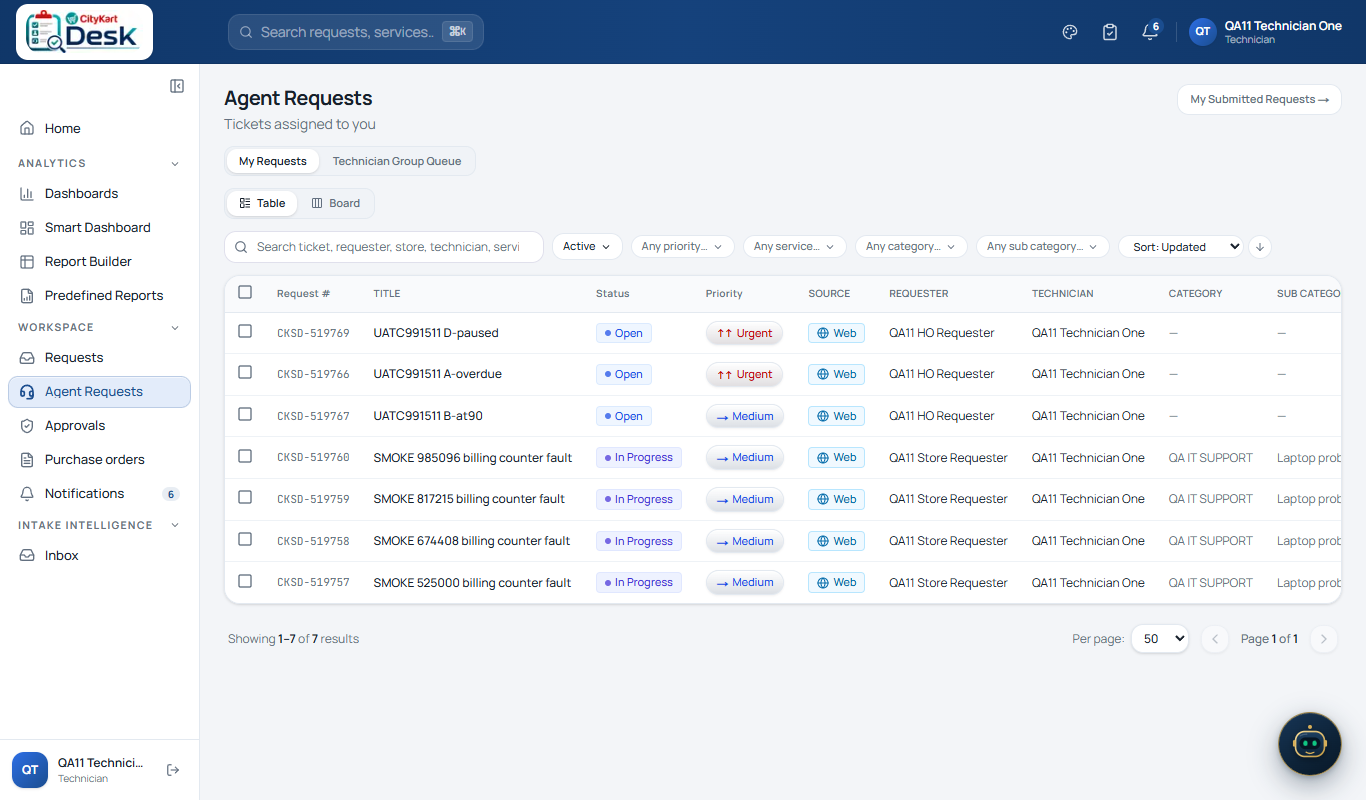 CityKart
Desk
Search requests, services.. ⌘K
6
QT
QA11 Technician One
Technician
Home
ANALYTICS
Dashboards
Smart Dashboard
Report Builder
Predefined Reports
WORKSPACE
Requests
Agent Requests
Approvals
Purchase orders
Notifications 6
INTAKE INTELLIGENCE
Inbox
QT
QA11 Technici...
Technician
Agent Requests
Tickets assigned to you
My Submitted Requests →
My Requests Technician Group Queue
Table Board
Search ticket, requester, store, technician, servi
Active Any priority... Any service... Any category... Any sub category... Sort: Updated
Request # TITLE Status Priority SOURCE REQUESTER TECHNICIAN CATEGORY SUB CATEGO
CKSD-519769 UATC991511 D-paused Open ↑↑ Urgent Web QA11 HO Requester QA11 Technician One — —
CKSD-519766 UATC991511 A-overdue Open ↑↑ Urgent Web QA11 HO Requester QA11 Technician One — —
CKSD-519767 UATC991511 B-at90 Open → Medium Web QA11 HO Requester QA11 Technician One — —
CKSD-519760 SMOKE 985096 billing counter fault In Progress → Medium Web QA11 Store Requester QA11 Technician One QA IT SUPPORT Laptop prob
CKSD-519759 SMOKE 817215 billing counter fault In Progress → Medium Web QA11 Store Requester QA11 Technician One QA IT SUPPORT Laptop prob
CKSD-519758 SMOKE 674408 billing counter fault In Progress → Medium Web QA11 Store Requester QA11 Technician One QA IT SUPPORT Laptop prob
CKSD-519757 SMOKE 525000 billing counter fault In Progress → Medium Web QA11 Store Requester QA11 Technician One QA IT SUPPORT Laptop prob
Showing 1–7 of 7 results
Per page: 50 Page 1 of 1